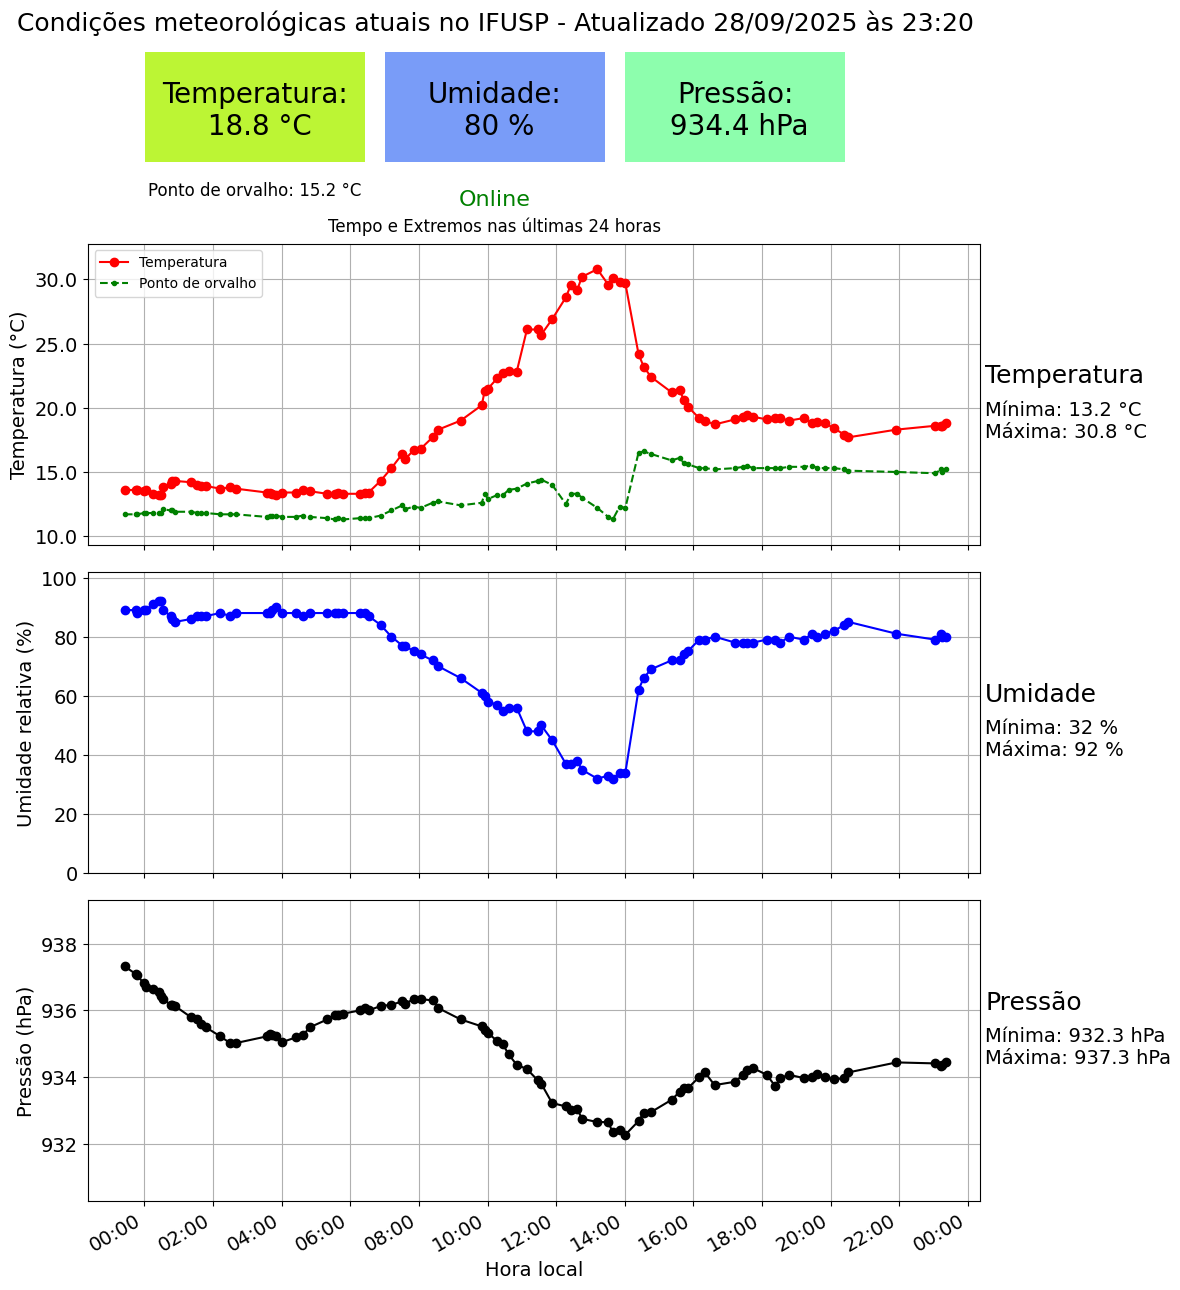 Condições meteorológicas atuais no IFUSP - Atualizado 28/09/2025 às 23:20
Temperatura:
18.8 °C
Umidade:
80 %
Pressão:
934.4 hPa
Ponto de orvalho: 15.2 °C
Online
Tempo e Extremos nas últimas 24 horas
Temperatura
Ponto de orvalho
Temperatura (°C)
30.0
25.0
20.0
15.0
10.0
Temperatura
Mínima: 13.2 °C
Máxima: 30.8 °C
Umidade relativa (%)
100
80
60
40
20
0
Umidade
Mínima: 32 %
Máxima: 92 %
Pressão (hPa)
938
936
934
932
Pressão
Mínima: 932.3 hPa
Máxima: 937.3 hPa
00:00 02:00 04:00 06:00 08:00 10:00 12:00 14:00 16:00 18:00 20:00 22:00 00:00
Hora local